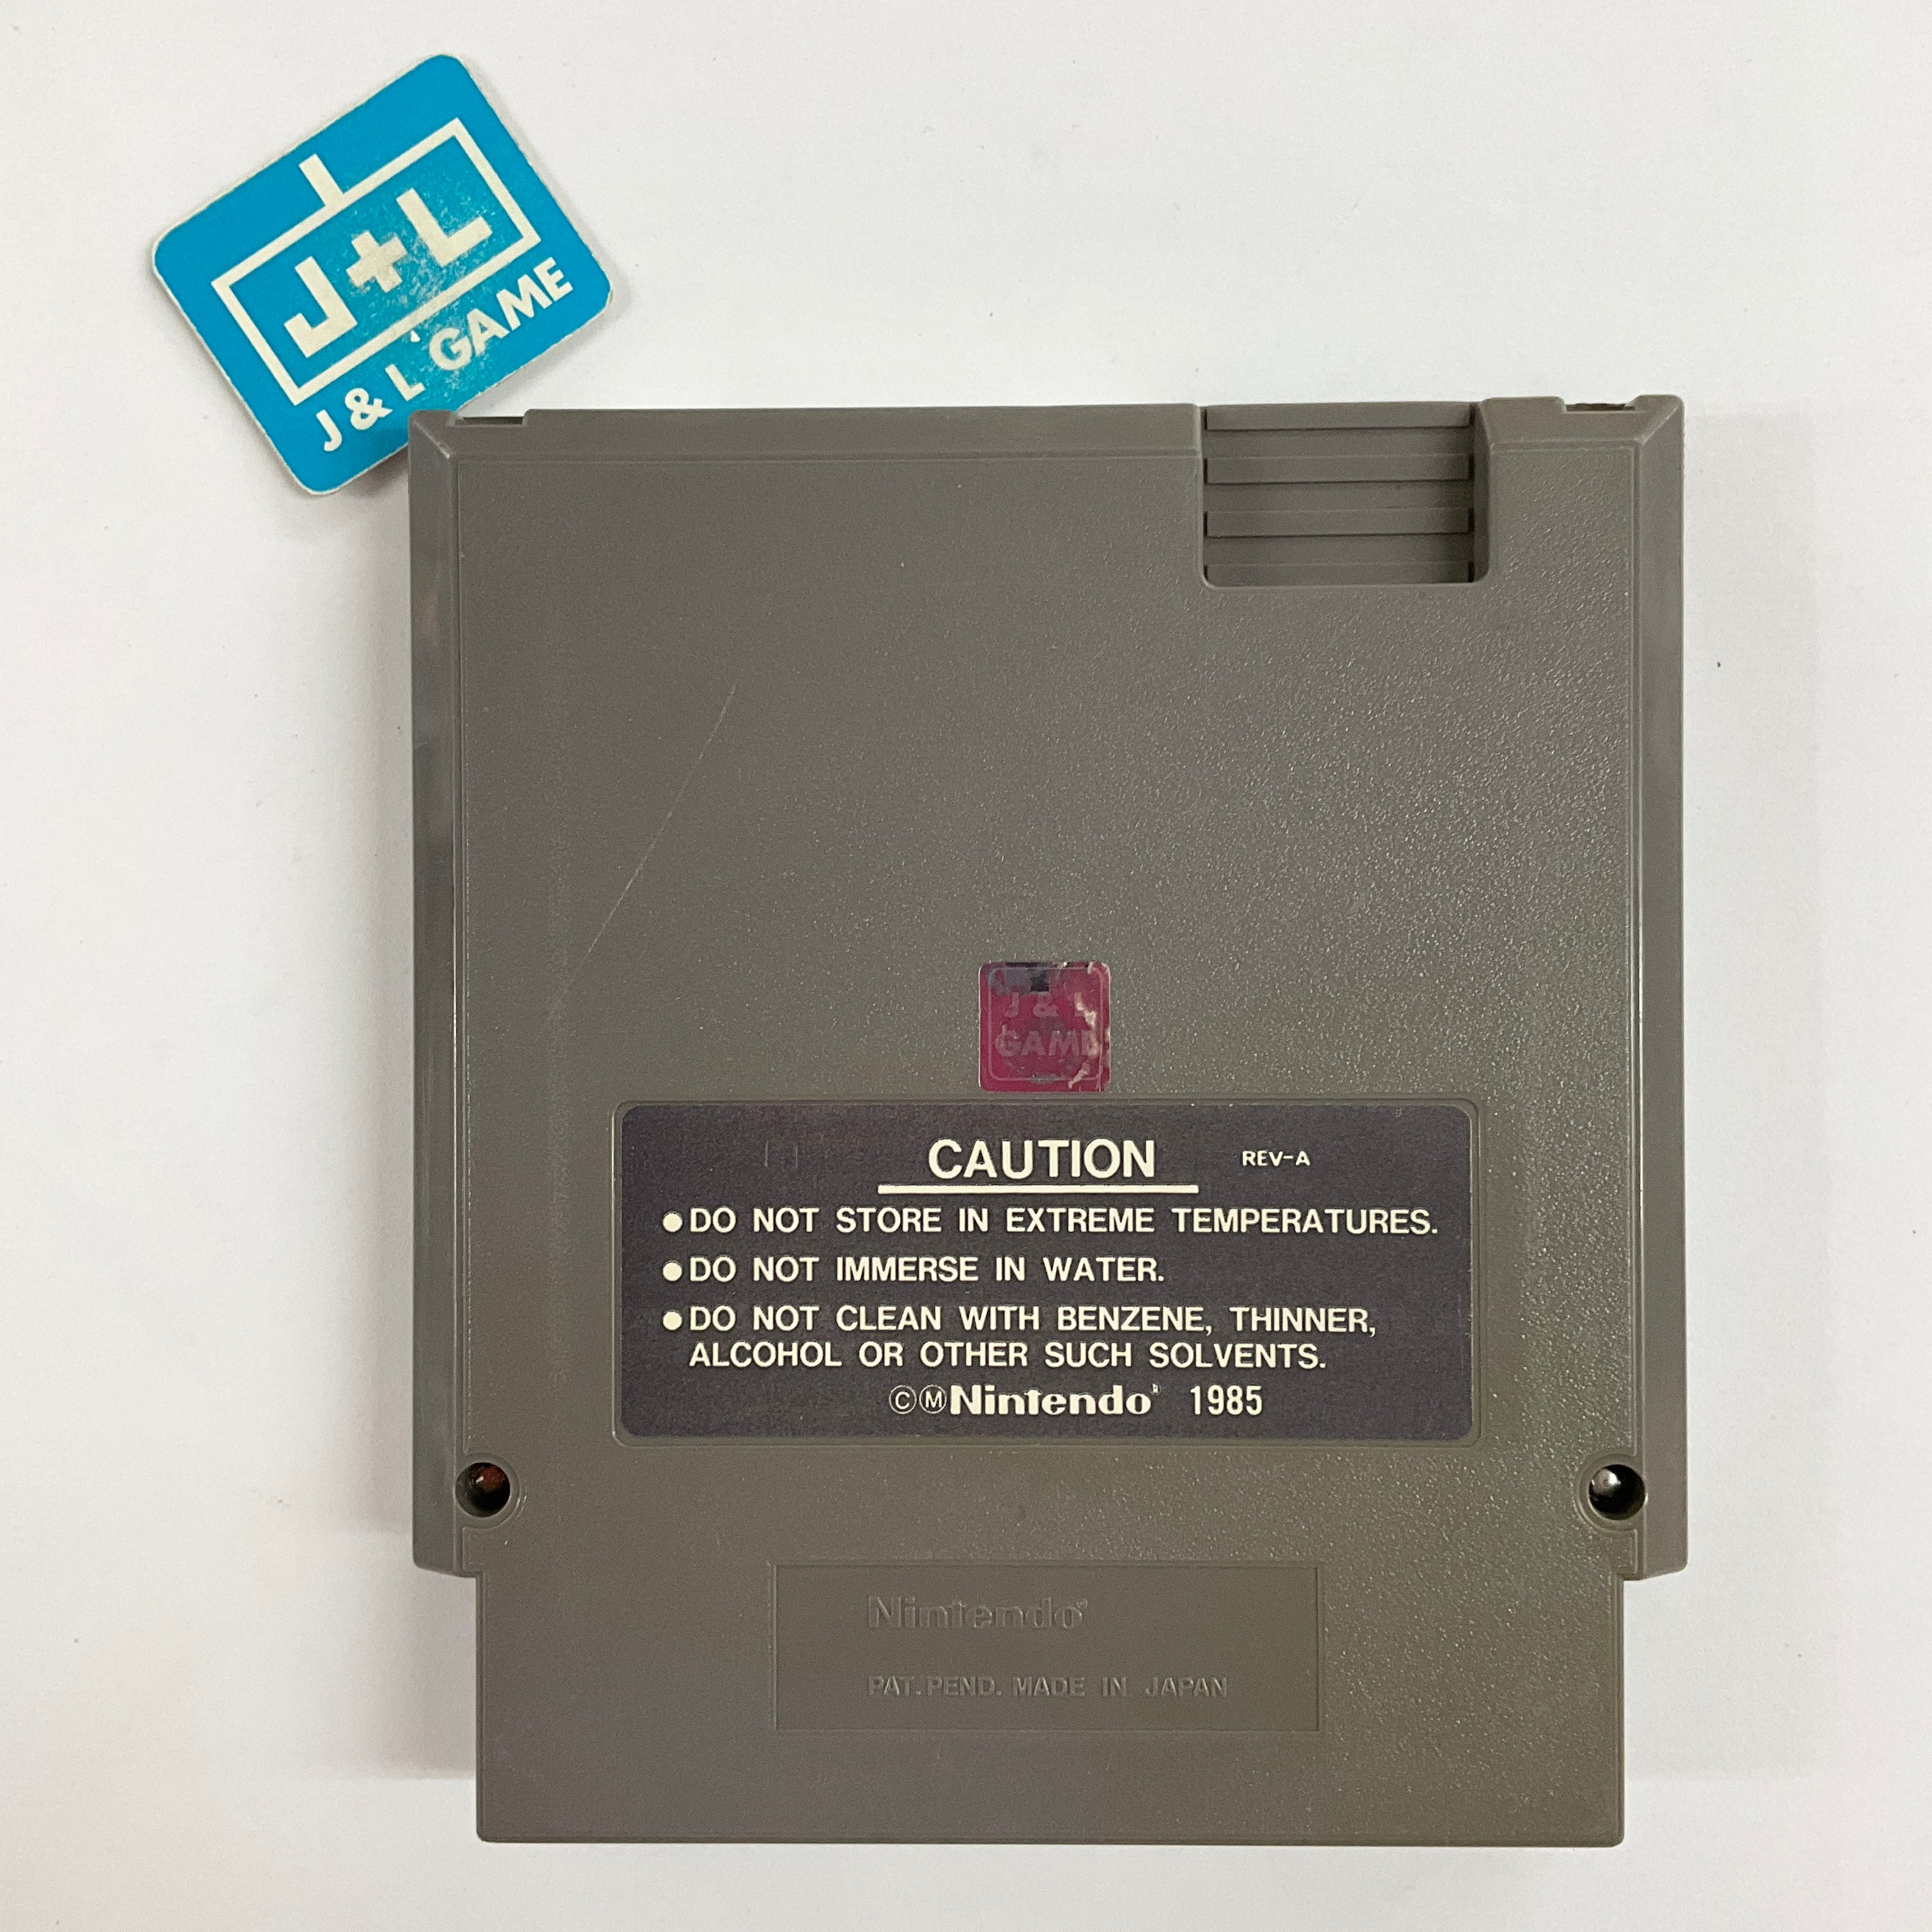 J+L
J & L GAME
J & L
GAME
CAUTION REV-A
●DO NOT STORE IN EXTREME TEMPERATURES.
●DO NOT IMMERSE IN WATER.
●DO NOT CLEAN WITH BENZENE, THINNER,
ALCOHOL OR OTHER SUCH SOLVENTS.
©ⓂNintendo® 1985
Nintendo®
PAT. PEND. MADE IN JAPAN